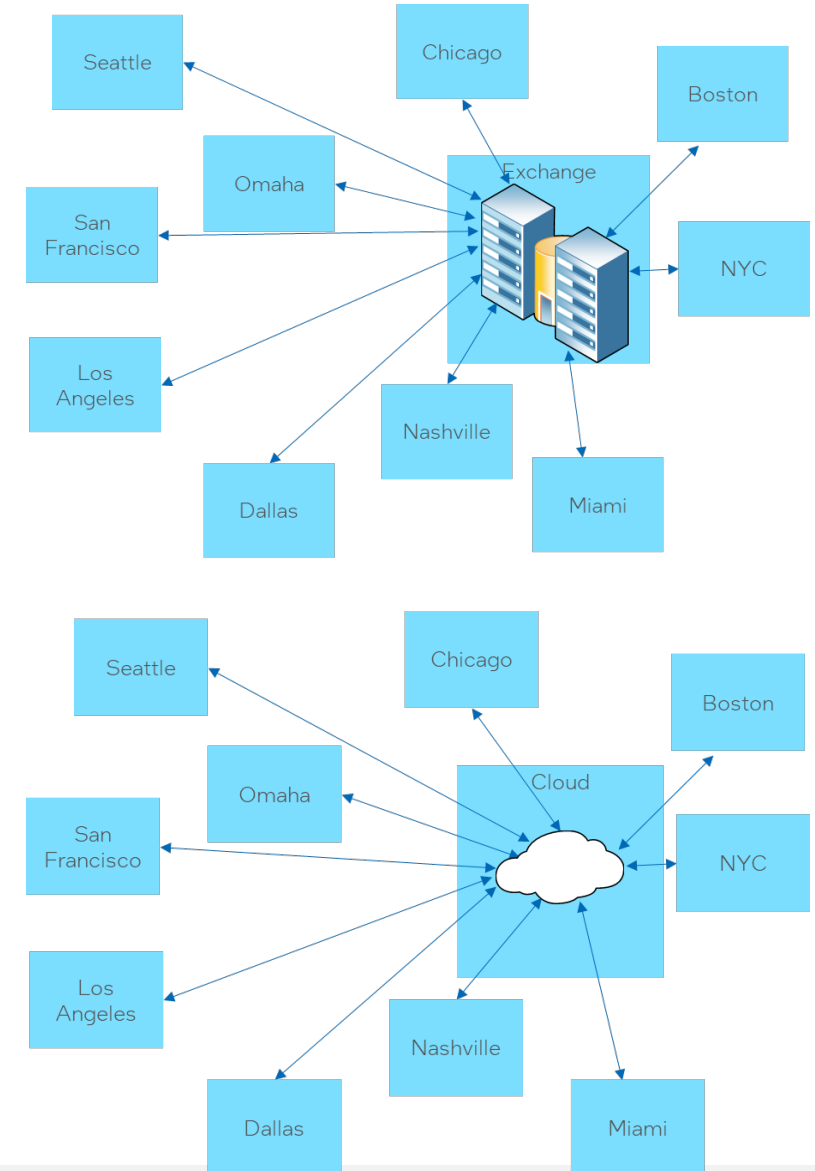 Seattle
Chicago
Boston
Omaha
Exchange
San
Francisco
NYC
Los
Angeles
Nashville
Dallas
Miami
Seattle
Chicago
Boston
Omaha
Cloud
San
Francisco
NYC
Los
Angeles
Nashville
Dallas
Miami